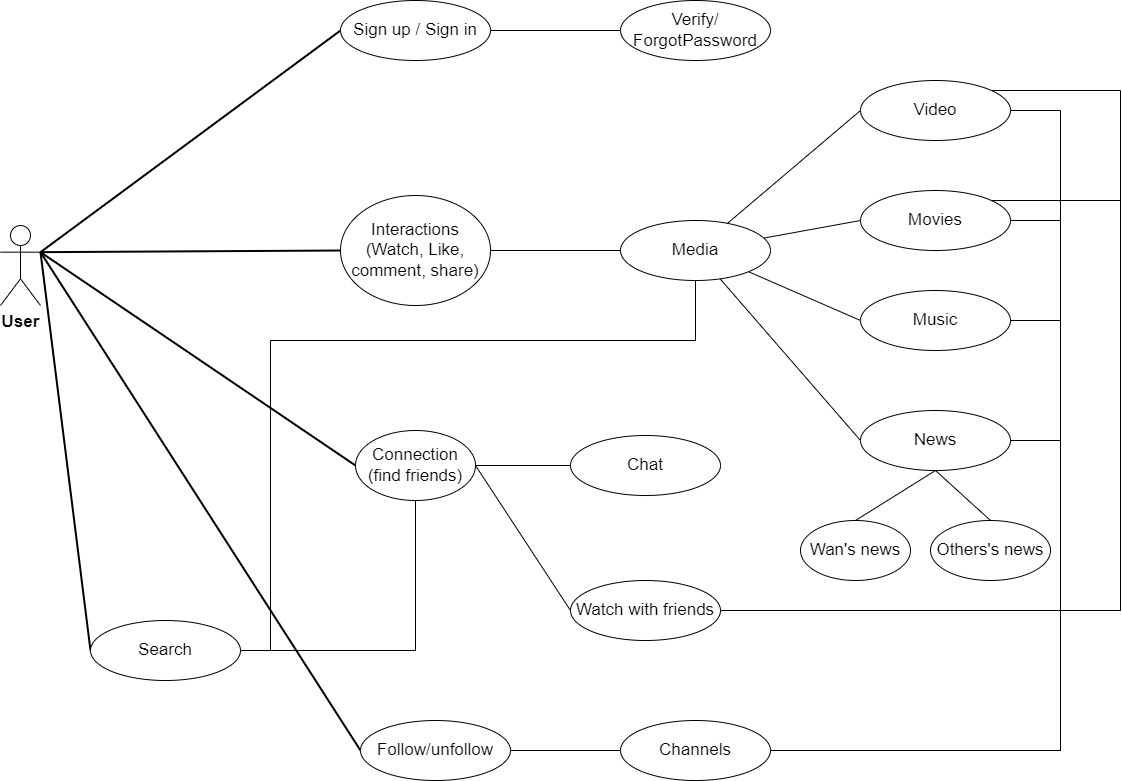 Sign up / Sign in
Verify/
ForgotPassword
Video
Interactions
(Watch, Like,
comment, share)
Media
Movies
User
Music
Connection
(find friends)
Chat
News
Wan's news
Others's news
Watch with friends
Search
Follow/unfollow
Channels